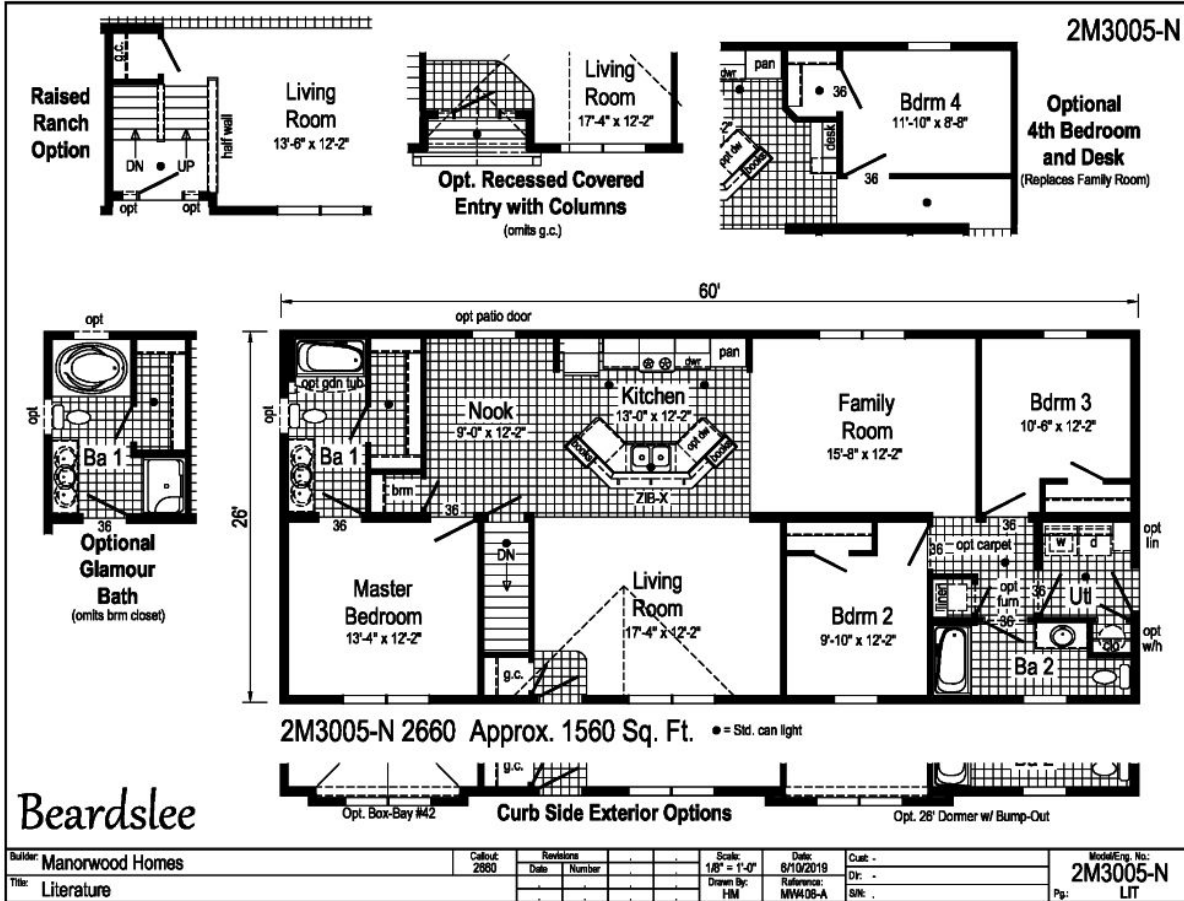 2M3005-N
g.c.
Raised
Ranch
Option
Living
Room
13'-6" x 12'-2"
half wall
DN
UP
opt
opt
Living
Room
17'-4" x 12'-2"
Opt. Recessed Covered
Entry with Columns
(omits g.c.)
dwr
pan
36
Bdrm 4
11'-10" x 8'-8"
desk
opt dw
books
36
Optional
4th Bedroom
and Desk
(Replaces Family Room)
60'
26'
opt
opt
Ba 1
36
Optional
Glamour
Bath
(omits brm closet)
opt patio door
opt gdn tub
opt
Ba 1
36
brm
36
Nook
9'-0" x 12'-2"
dwr
pan
Kitchen
13'-0" x 12'-2"
books
opt dw
books
ZIB-X
Family
Room
15'-8" x 12'-2"
Bdrm 3
10'-6" x 12'-2"
36
Master
Bedroom
13'-4" x 12'-2"
DN
g.c.
Living
Room
17'-4" x 12'-2"
Bdrm 2
9'-10" x 12'-2"
36
opt carpet
w
d
opt
lin
liner
opt
furn
36
36
Utl
opt
w/h
clo
Ba 2
2M3005-N 2660 Approx. 1560 Sq. Ft. ● = Std. can light
g.c.
Ba 2
Beardslee
Opt. Box-Bay #42
Curb Side Exterior Options
Opt. 26' Dormer w/ Bump-Out
Builder: Manorwood Homes
Title: Literature
Callout:
2660
Revisions
Date Number
Scale:
1/8" = 1'-0"
Drawn By:
HM
Date:
6/10/2019
Reference:
MW408-A
Cust: -
Dir: -
S/N: .
Model/Eng. No.:
2M3005-N
Pg.: LIT